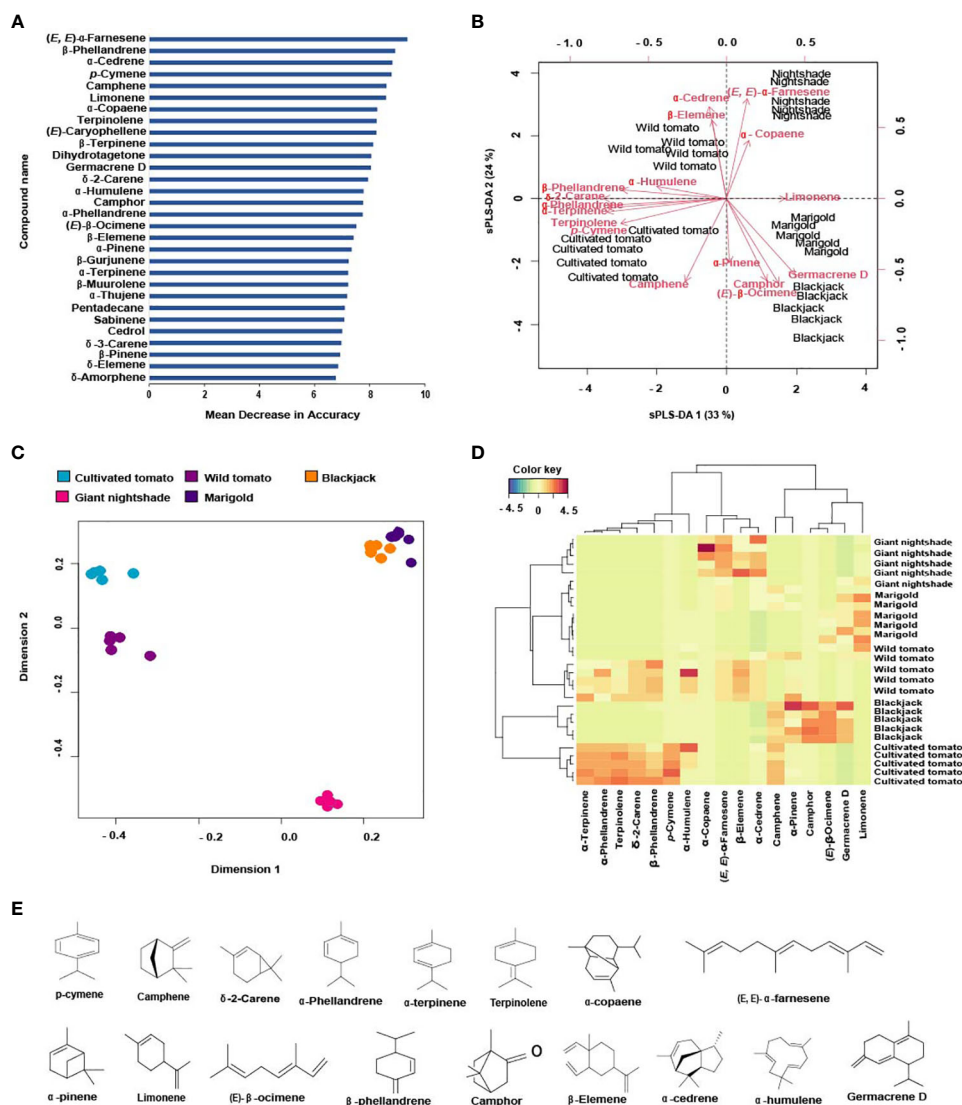 A
(E, E)-α-Farnesene
β-Phellandrene
α-Cedrene
p-Cymene
Camphene
Limonene
α-Copaene
Terpinolene
(E)-Caryophellene
β-Terpinene
Dihydrotagetone
Germacrene D
δ-2-Carene
α-Humulene
Camphor
α-Phellandrene
(E)-β-Ocimene
β-Elemene
α-Pinene
β-Gurjunene
α-Terpinene
β-Muurolene
α-Thujene
Pentadecane
Sabinene
Cedrol
δ-3-Carene
β-Pinene
δ-Elemene
δ-Amorphene
Compound name
0 2 4 6 8 10
Mean Decrease in Accuracy
B
-1.0 -0.5 0.0 0.5
4
2
0
-2
-4
sPLS-DA 2 (24 %)
Nightshade
Nightshade
(E, E)-α-Farnesene
Nightshade
Nightshade
Nightshade
α-Cedrene
β-Elemene
Wild tomato
α- Copaene
Wild tomato
Wild tomato
Wild tomato
Wild tomato
α-Humulene
β-Phellandrene
δ-2-Carane
Limonene
α-Phellandrene
α-Terpinene
Terpinolene
p-Cymene
Cultivated tomato
Cultivated tomato
Cultivated tomato
Cultivated tomato
Cultivated tomato
Marigold
Marigold
Marigold
Marigold
Marigold
α-Pinene
Camphene
Camphor
Germacrene D
(E)-β-Ocimene
Blackjack
Blackjack
Blackjack
Blackjack
Blackjack
0.5
0.0
-0.5
-1.0
-4 -2 0 2 4
sPLS-DA 1 (33 %)
C
Cultivated tomato Wild tomato Blackjack
Giant nightshade Marigold
0.2
0.0
-0.2
-0.4
Dimension 2
- 0.4 - 0.2 0.0 0.2
Dimension 1
D
Color key
- 4.5 0 4.5
Giant nightshade
Giant nightshade
Giant nightshade
Giant nightshade
Giant nightshade
Marigold
Marigold
Marigold
Marigold
Marigold
Wild tomato
Wild tomato
Wild tomato
Wild tomato
Wild tomato
Blackjack
Blackjack
Blackjack
Blackjack
Blackjack
Cultivated tomato
Cultivated tomato
Cultivated tomato
Cultivated tomato
Cultivated tomato
α-Terpinene
α-Phellandrene
Terpinolene
δ-2-Carene
β-Phellandrene
p-Cymene
α-Humulene
α-Copaene
(E, E)-α-Farnesene
β-Elemene
α-Cedrene
Camphene
α-Pinene
Camphor
(E)-β-Ocimene
Germacrene D
Limonene
E
p-cymene
Camphene
δ-2-Carene
α-Phellandrene
α-terpinene
Terpinolene
α-copaene
(E, E)- α-farnesene
O
α -pinene
Limonene
(E)- β -ocimene
β -phellandrene
Camphor
β-Elemene
α-cedrene
α-humulene
Germacrene D